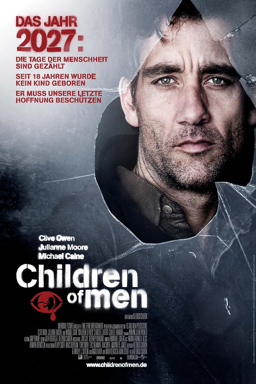 DAS JAHR
2027:
DIE TAGE DER MENSCHHEIT
SIND GEZÄHLT
SEIT 18 JAHREN WURDE
KEIN KIND GEBOREN
ER MUSS UNSERE LETZTE
HOFFNUNG BESCHÜTZEN
Clive Owen
Julianne Moore
Michael Caine
Children
of men
www.childrenofmen.de